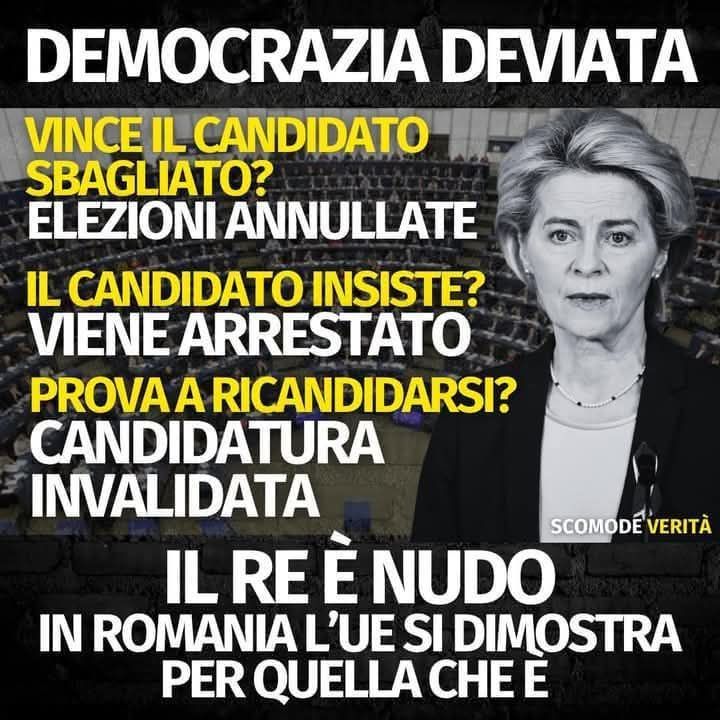 DEMOCRAZIA DEVIATA
VINCE IL CANDIDATO
SBAGLIATO?
ELEZIONI ANNULLATE
IL CANDIDATO INSISTE?
VIENE ARRESTATO
PROVA A RICANDIDARSI?
CANDIDATURA
INVALIDATA
SCOMODE VERITÀ
IL RE È NUDO
IN ROMANIA L'UE SI DIMOSTRA
PER QUELLA CHE È